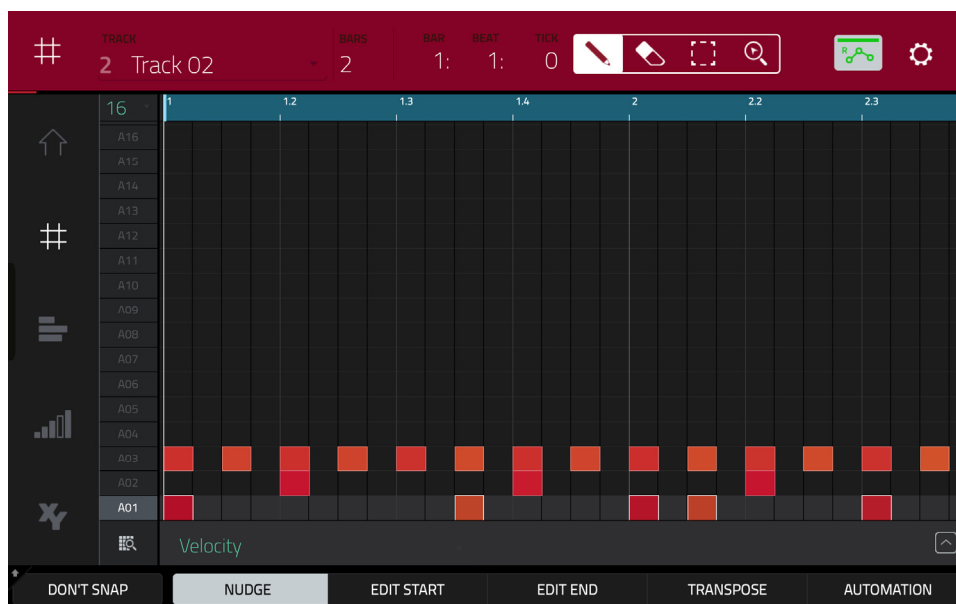 TRACK BARS BAR BEAT TICK
2 Track 02 2 1: 1: 0
R
16 1 1.2 1.3 1.4 2 2.2 2.3
A16
A15
A14
A13
A12
A11
A10
A09
A08
A07
A06
A05
A04
A03
A02
A01
XY
Velocity
DON'T SNAP NUDGE EDIT START EDIT END TRANSPOSE AUTOMATION